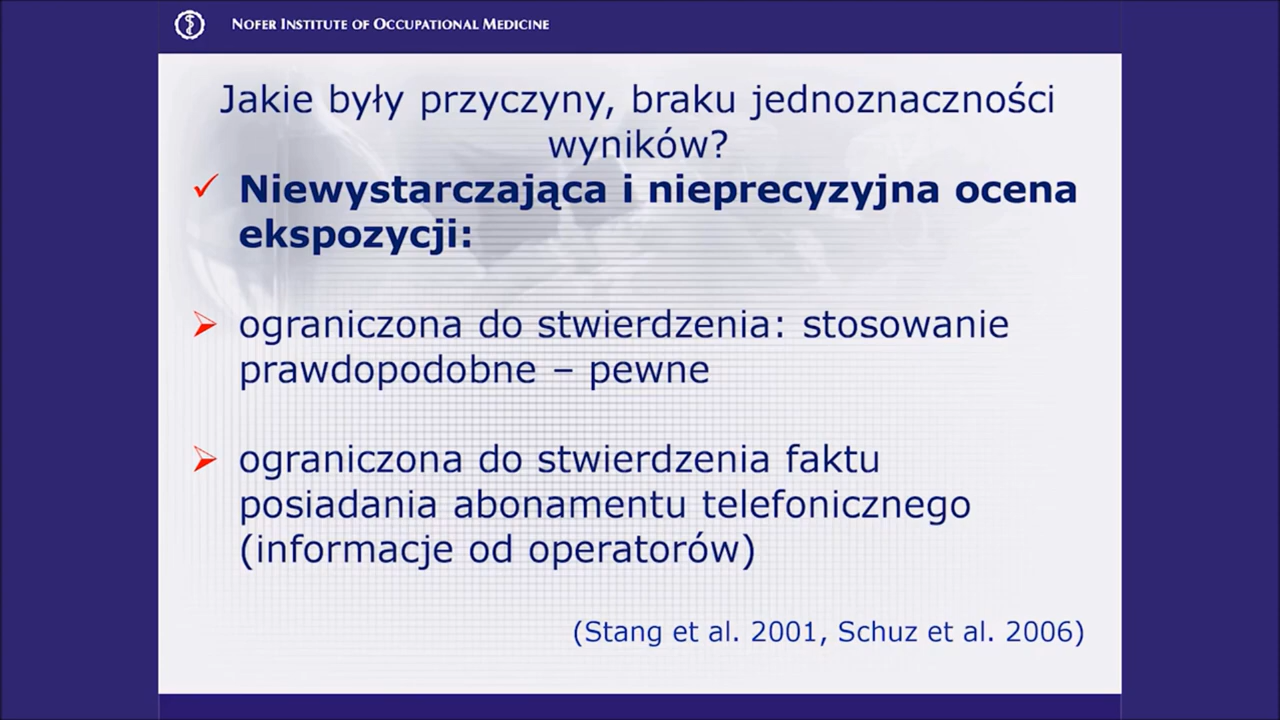 NOFER INSTITUTE OF OCCUPATIONAL MEDICINE
Jakie były przyczyny, braku jednoznaczności
wyników?
Niewystarczająca i nieprecyzyjna ocena
ekspozycji:
ograniczona do stwierdzenia: stosowanie
prawdopodobne – pewne
ograniczona do stwierdzenia faktu
posiadania abonamentu telefonicznego
(informacje od operatorów)
(Stang et al. 2001, Schuz et al. 2006)